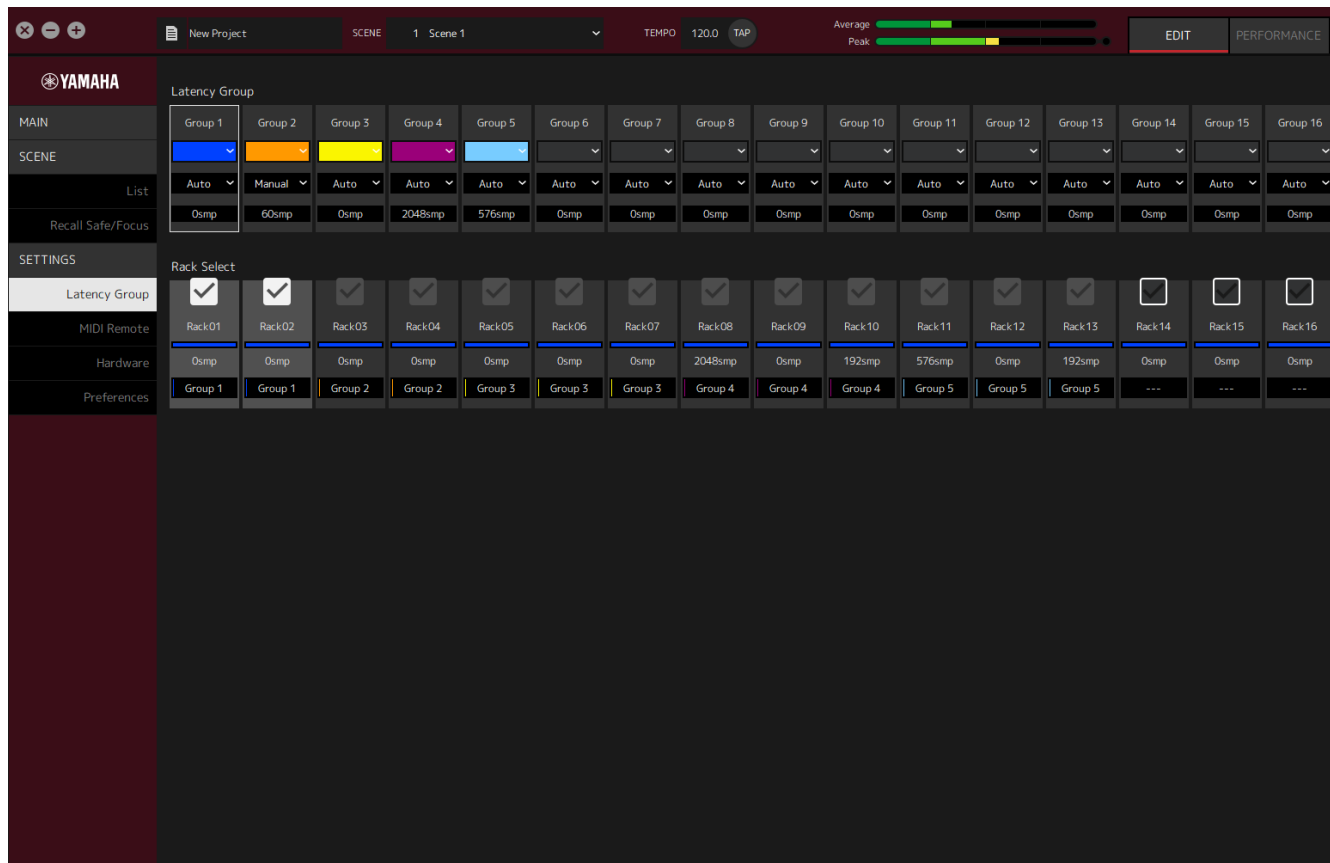 New Project SCENE 1 Scene 1 TEMPO 120.0 TAP Average EDIT PERFORMANCE
Peak
YAMAHA
MAIN
SCENE
List
Recall Safe/Focus
SETTINGS
Latency Group
MIDI Remote
Hardware
Preferences
Latency Group
Group 1 Group 2 Group 3 Group 4 Group 5 Group 6 Group 7 Group 8 Group 9 Group 10 Group 11 Group 12 Group 13 Group 14 Group 15 Group 16
Auto Manual Auto Auto Auto Auto Auto Auto Auto Auto Auto Auto Auto Auto Auto Auto
0smp 60smp 0smp 2048smp 576smp 0smp 0smp 0smp 0smp 0smp 0smp 0smp 0smp 0smp 0smp 0smp
Rack Select
Rack01 Rack02 Rack03 Rack04 Rack05 Rack06 Rack07 Rack08 Rack09 Rack10 Rack11 Rack12 Rack13 Rack14 Rack15 Rack16
0smp 0smp 0smp 0smp 0smp 0smp 0smp 2048smp 0smp 192smp 576smp 0smp 192smp 0smp 0smp 0smp
Group 1 Group 1 Group 2 Group 2 Group 3 Group 3 Group 3 Group 4 Group 4 Group 4 Group 5 Group 5 Group 5 --- --- ---